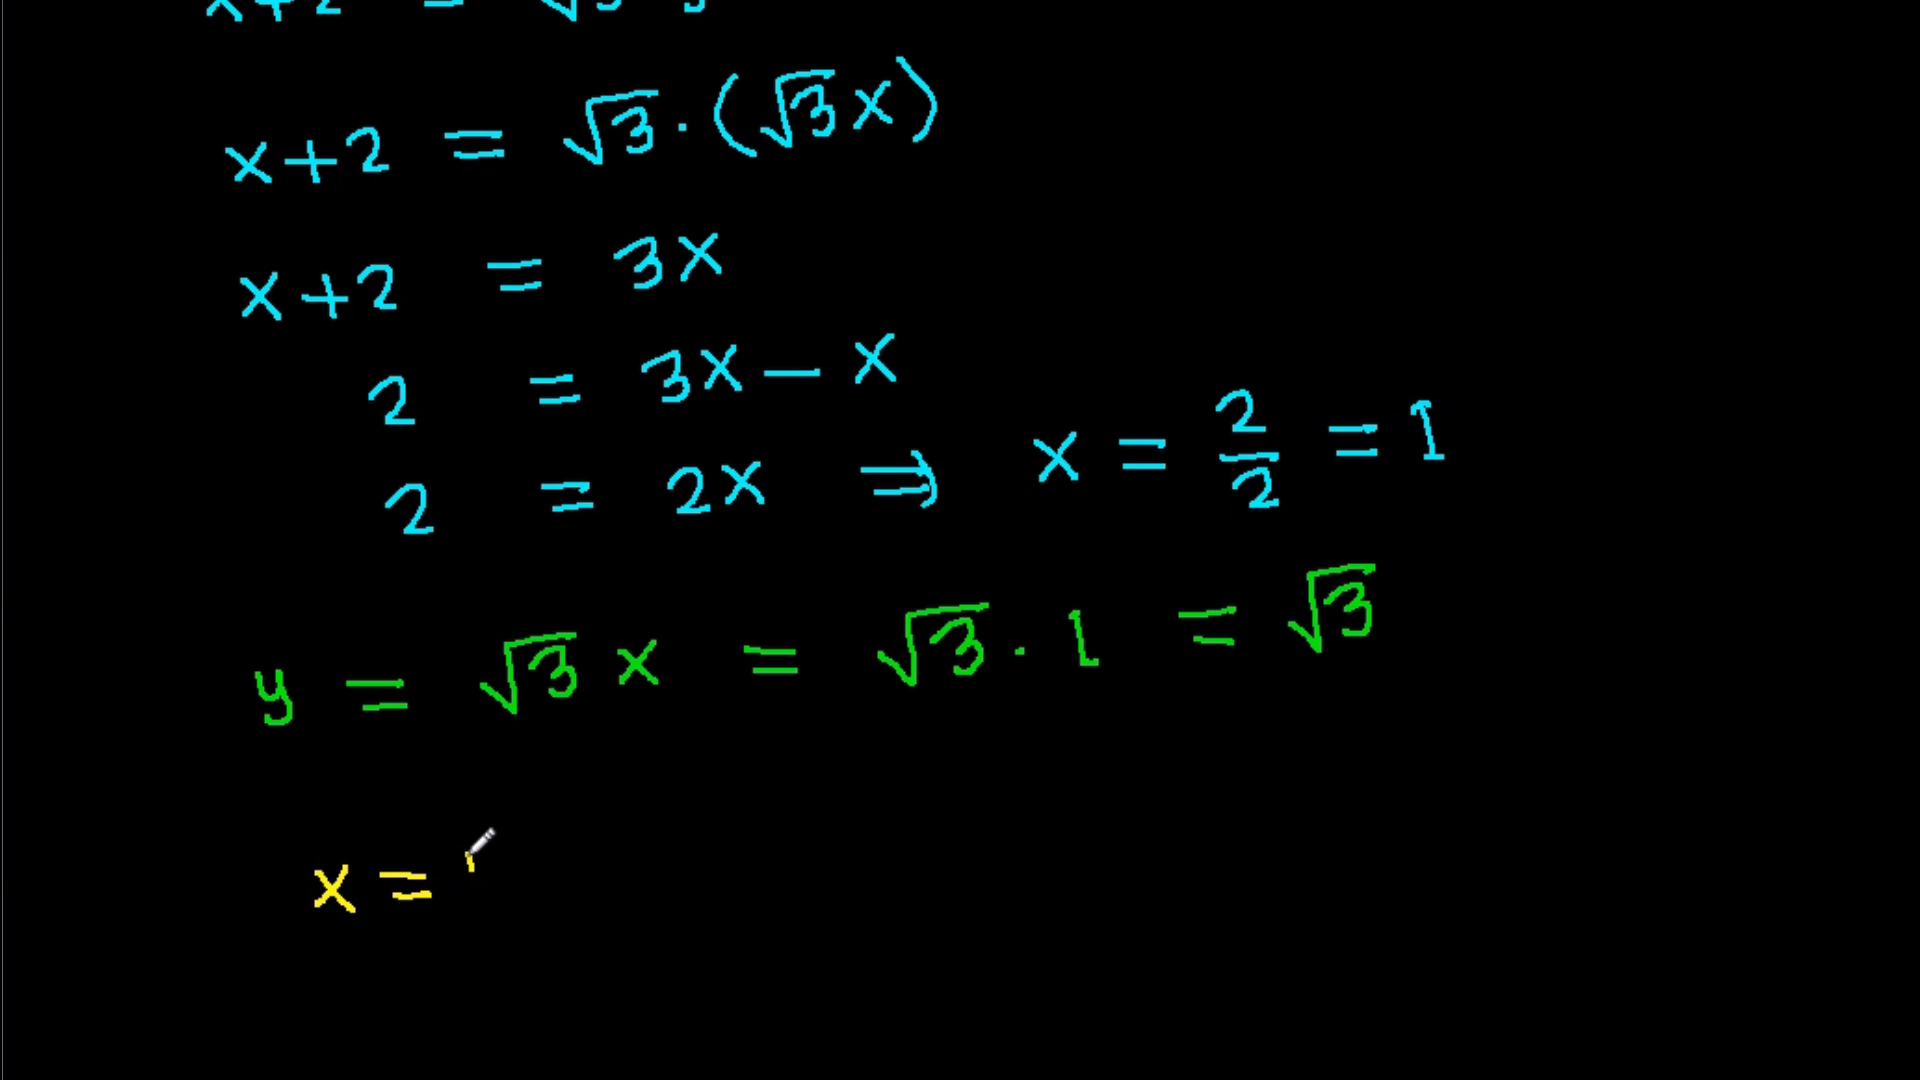 x+2 = √3·(√3x)
x+2 = 3x
2 = 3x – x
2 = 2x ⇒ x = 2/2 = 1
y = √3 x = √3 · 1 = √3
x =